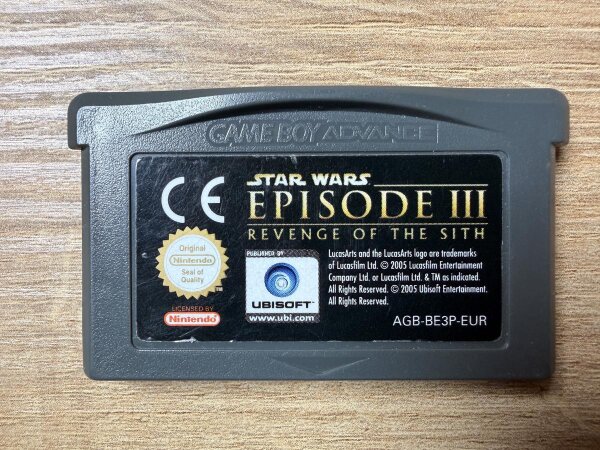 GAME BOY ADVANCE
CE
STAR WARS
EPISODE III
REVENGE OF THE SITH
Original
Nintendo
Seal of
Quality
LICENSED BY
Nintendo
PUBLISHED BY
UBISOFT
www.ubi.com
LucasArts and the LucasArts logo are trademarks
of Lucasfilm Ltd. © 2005 Lucasfilm Entertainment
Company Ltd. or Lucasfilm Ltd. & TM as indicated.
All Rights Reserved. © 2005 Ubisoft Entertainment.
All Rights Reserved.
AGB-BE3P-EUR